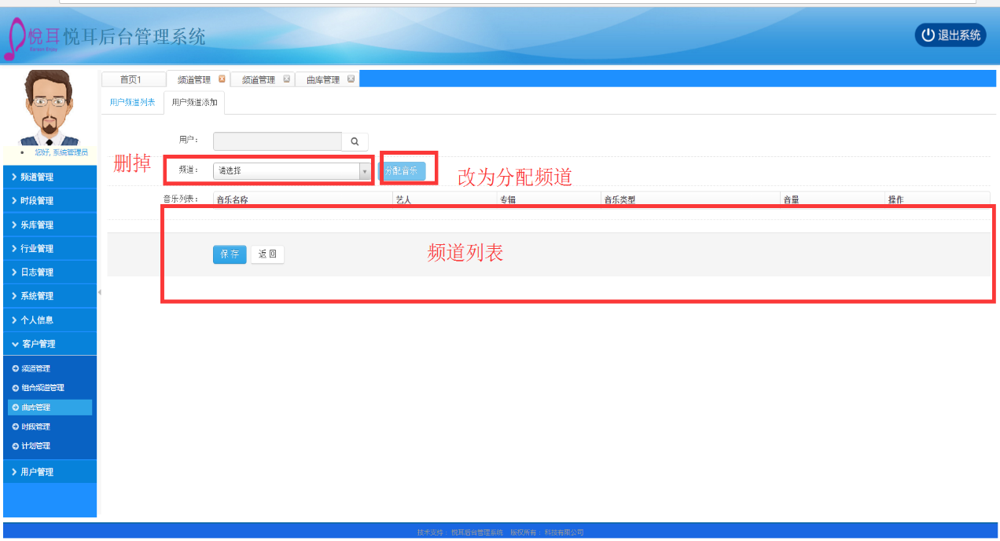 悦耳悦耳后台管理系统
退出系统
首页1 频道管理 频道管理 曲库管理
用户频道列表 用户频道添加
您好, 系统管理员
用户：
删掉
频道： 请选择 分配音乐
改为分配频道
音乐列表： 音乐名称 艺人 专辑 音乐类型 音量 操作
频道列表
保存 返回
频道管理
时段管理
乐库管理
行业管理
日志管理
系统管理
个人信息
客户管理
频道管理
组合频道管理
曲库管理
时段管理
计划管理
用户管理
技术支持：悦耳后台管理系统 版权所有：科技有限公司